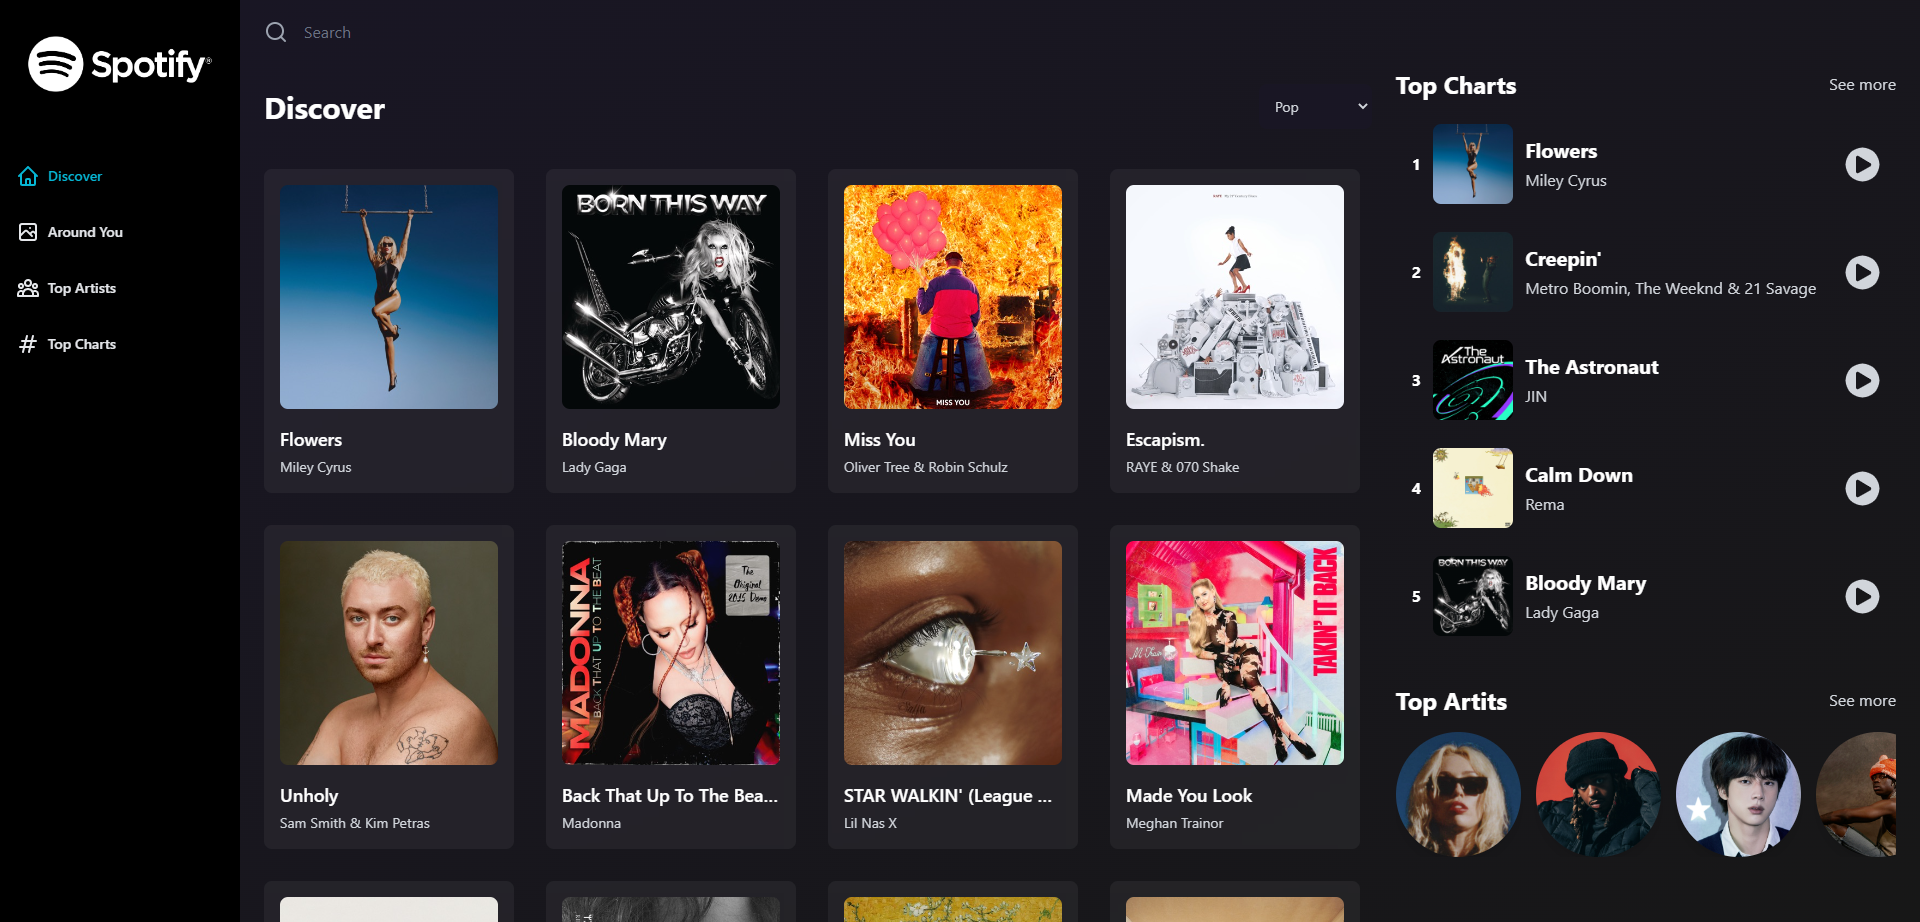 Spotify®
Discover
Around You
Top Artists
Top Charts
Search
Discover
Pop
BORN THIS WAY
MISS YOU
Flowers
Miley Cyrus
Bloody Mary
Lady Gaga
Miss You
Oliver Tree & Robin Schulz
Escapism.
RAYE & 070 Shake
MADONNA
BACK THAT UP TO THE BEAT
The
Original
2015 Demo
TAKIN' IT BACK
Unholy
Sam Smith & Kim Petras
Back That Up To The Bea...
Madonna
STAR WALKIN' (League ...
Lil Nas X
Made You Look
Meghan Trainor
Top Charts
See more
1
Flowers
Miley Cyrus
2
Creepin'
Metro Boomin, The Weeknd & 21 Savage
3
The
Astronaut
The Astronaut
JIN
4
Calm Down
Rema
5
BORN THIS WAY
Bloody Mary
Lady Gaga
Top Artits
See more